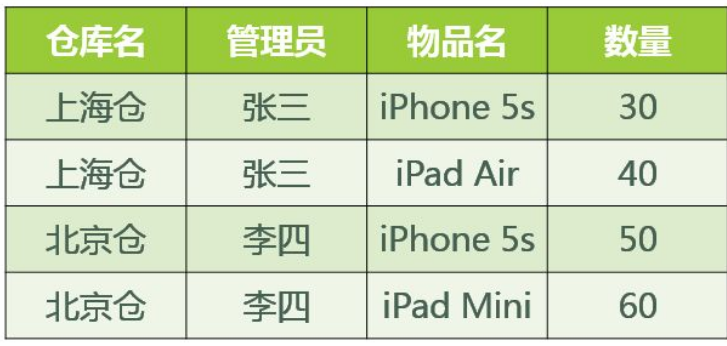 仓库名 管理员 物品名 数量
上海仓 张三 iPhone 5s 30
上海仓 张三 iPad Air 40
北京仓 李四 iPhone 5s 50
北京仓 李四 iPad Mini 60